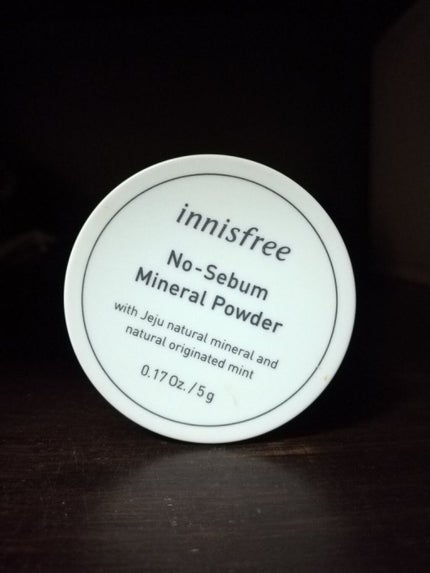 innisfree
No-Sebum
Mineral Powder
with Jeju natural mineral and
natural originated mint
0.17 Oz. / 5 g